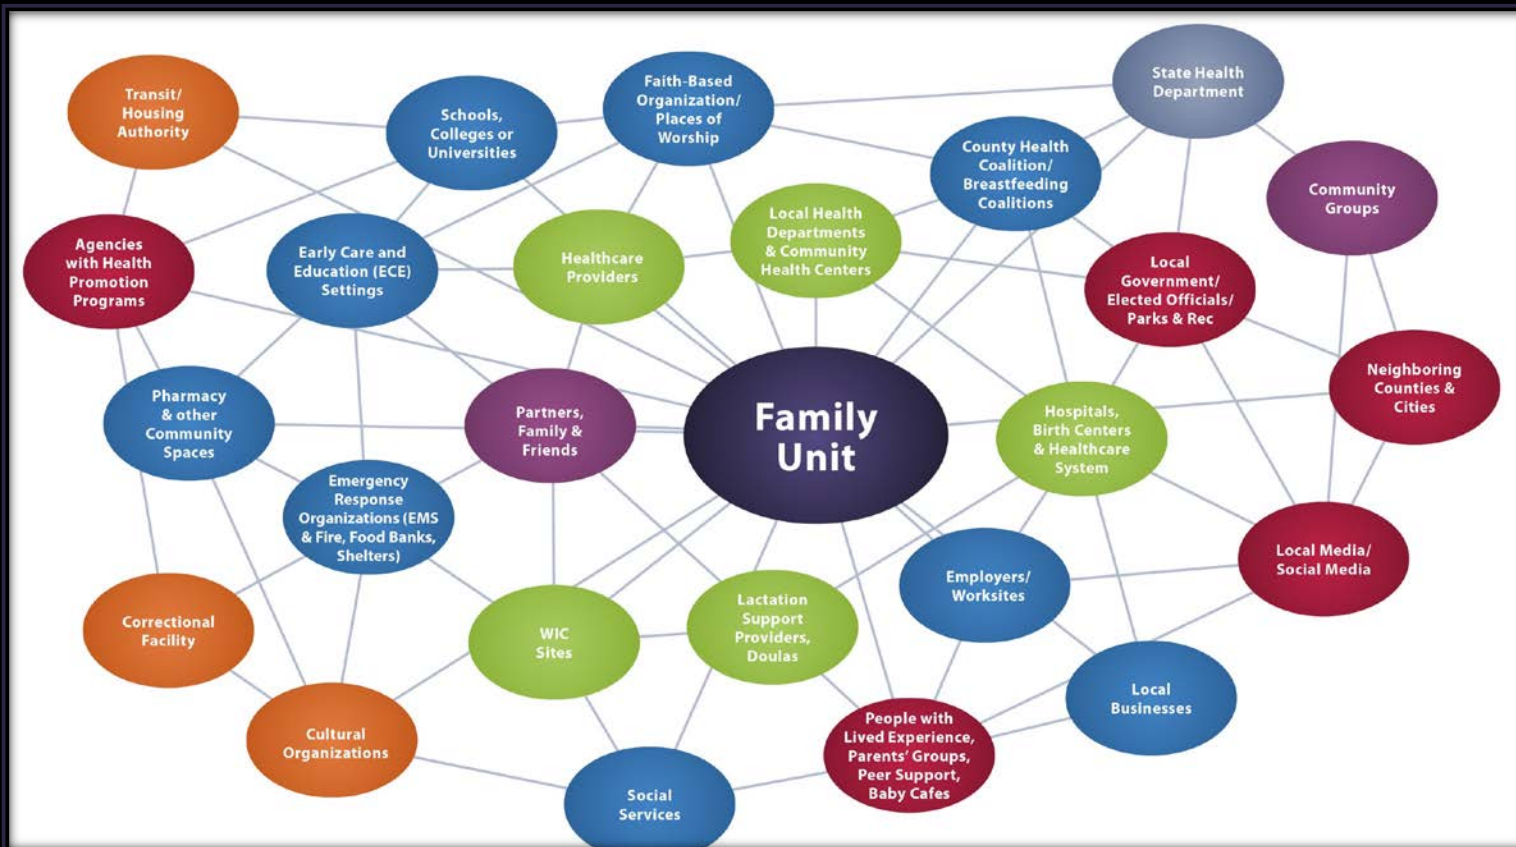 Transit/
Housing
Authority
Schools,
Colleges or
Universities
Faith-Based
Organization/
Places of
Worship
State Health
Department
County Health
Coalition/
Breastfeeding
Coalitions
Community
Groups
Agencies
with Health
Promotion
Programs
Early Care and
Education (ECE)
Settings
Healthcare
Providers
Local Health
Departments
& Community
Health Centers
Local
Government/
Elected Officials/
Parks & Rec
Neighboring
Counties &
Cities
Pharmacy
& other
Community
Spaces
Partners,
Family &
Friends
Family
Unit
Hospitals,
Birth Centers
& Healthcare
System
Emergency
Response
Organizations (EMS
& Fire, Food Banks,
Shelters)
Employers/
Worksites
Local Media/
Social Media
Correctional
Facility
WIC
Sites
Lactation
Support
Providers,
Doulas
Local
Businesses
Cultural
Organizations
People with
Lived Experience,
Parents' Groups,
Peer Support,
Baby Cafes
Social
Services